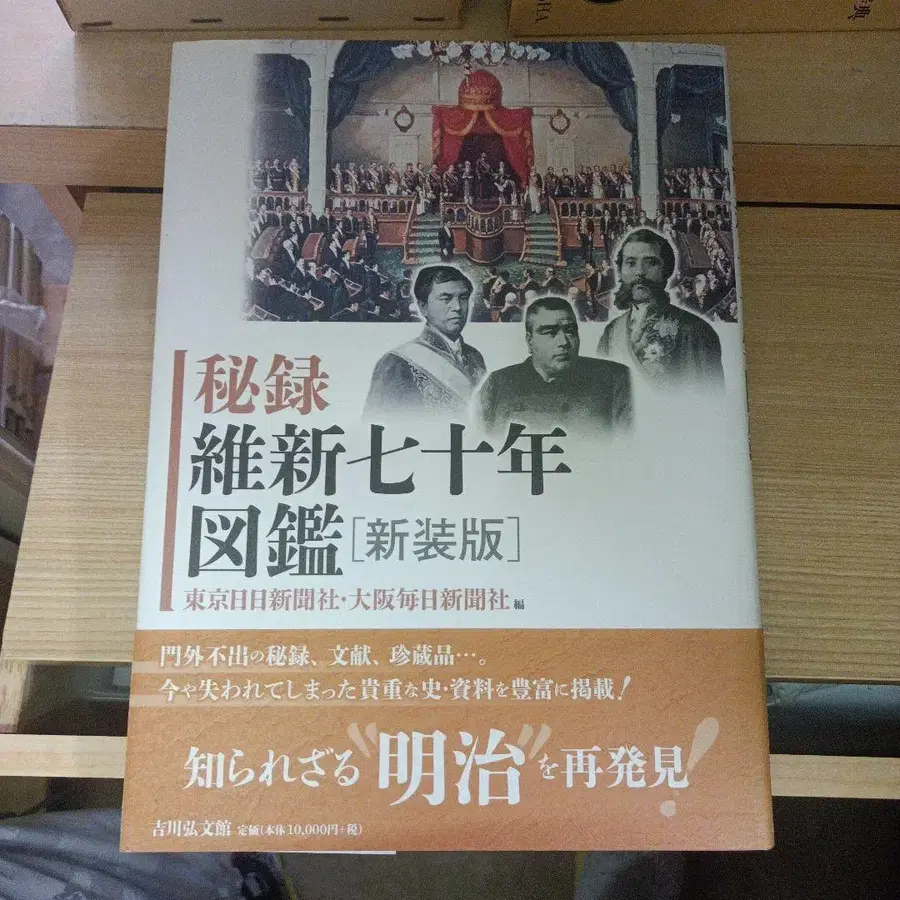 典
秘録
維新七十年
図鑑[新装版]
東京日日新聞社・大阪毎日新聞社 編
門外不出の秘録、文献、珍蔵品…。
今や失われてしまった貴重な史・資料を豊富に掲載!
知られざる"明治"を再発見!
吉川弘文館 定価(本体10,000円+税)